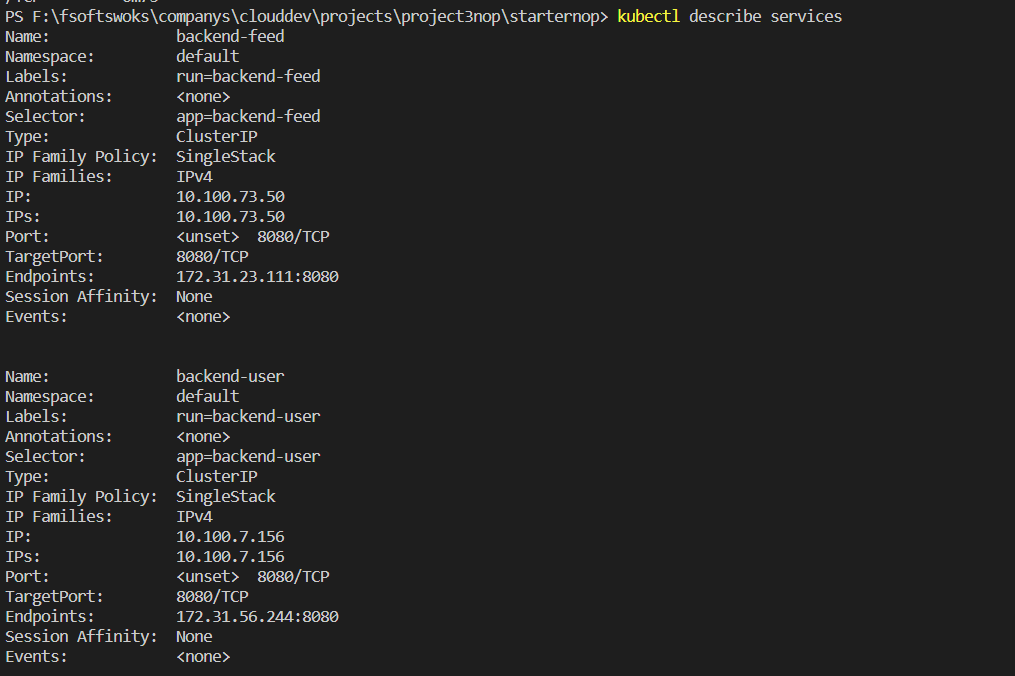 PS F:\fsoftswoks\companys\clouddev\projects\project3nop\starternop> kubectl describe services
Name: backend-feed
Namespace: default
Labels: run=backend-feed
Annotations: <none>
Selector: app=backend-feed
Type: ClusterIP
IP Family Policy: SingleStack
IP Families: IPv4
IP: 10.100.73.50
IPs: 10.100.73.50
Port: <unset> 8080/TCP
TargetPort: 8080/TCP
Endpoints: 172.31.23.111:8080
Session Affinity: None
Events: <none>
Name: backend-user
Namespace: default
Labels: run=backend-user
Annotations: <none>
Selector: app=backend-user
Type: ClusterIP
IP Family Policy: SingleStack
IP Families: IPv4
IP: 10.100.7.156
IPs: 10.100.7.156
Port: <unset> 8080/TCP
TargetPort: 8080/TCP
Endpoints: 172.31.56.244:8080
Session Affinity: None
Events: <none>